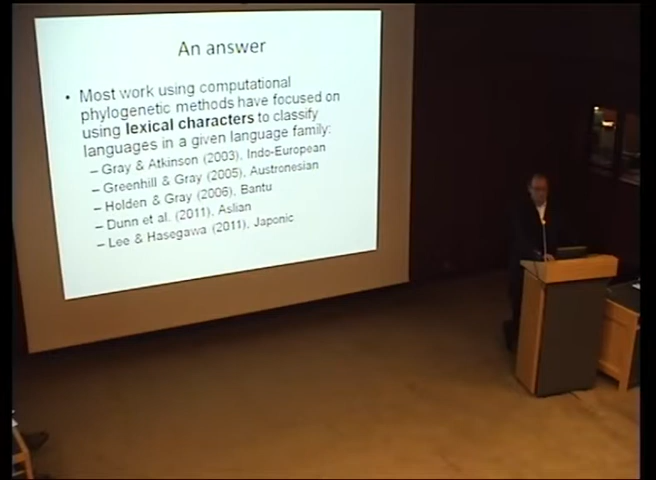 An answer
• Most work using computational
phylogenetic methods have focused on
using lexical characters to classify
languages in a given language family:
– Gray & Atkinson (2003), Indo-European
– Greenhill & Gray (2005), Austronesian
– Holden & Gray (2006), Bantu
– Dunn et al. (2011), Aslian
– Lee & Hasegawa (2011), Japonic